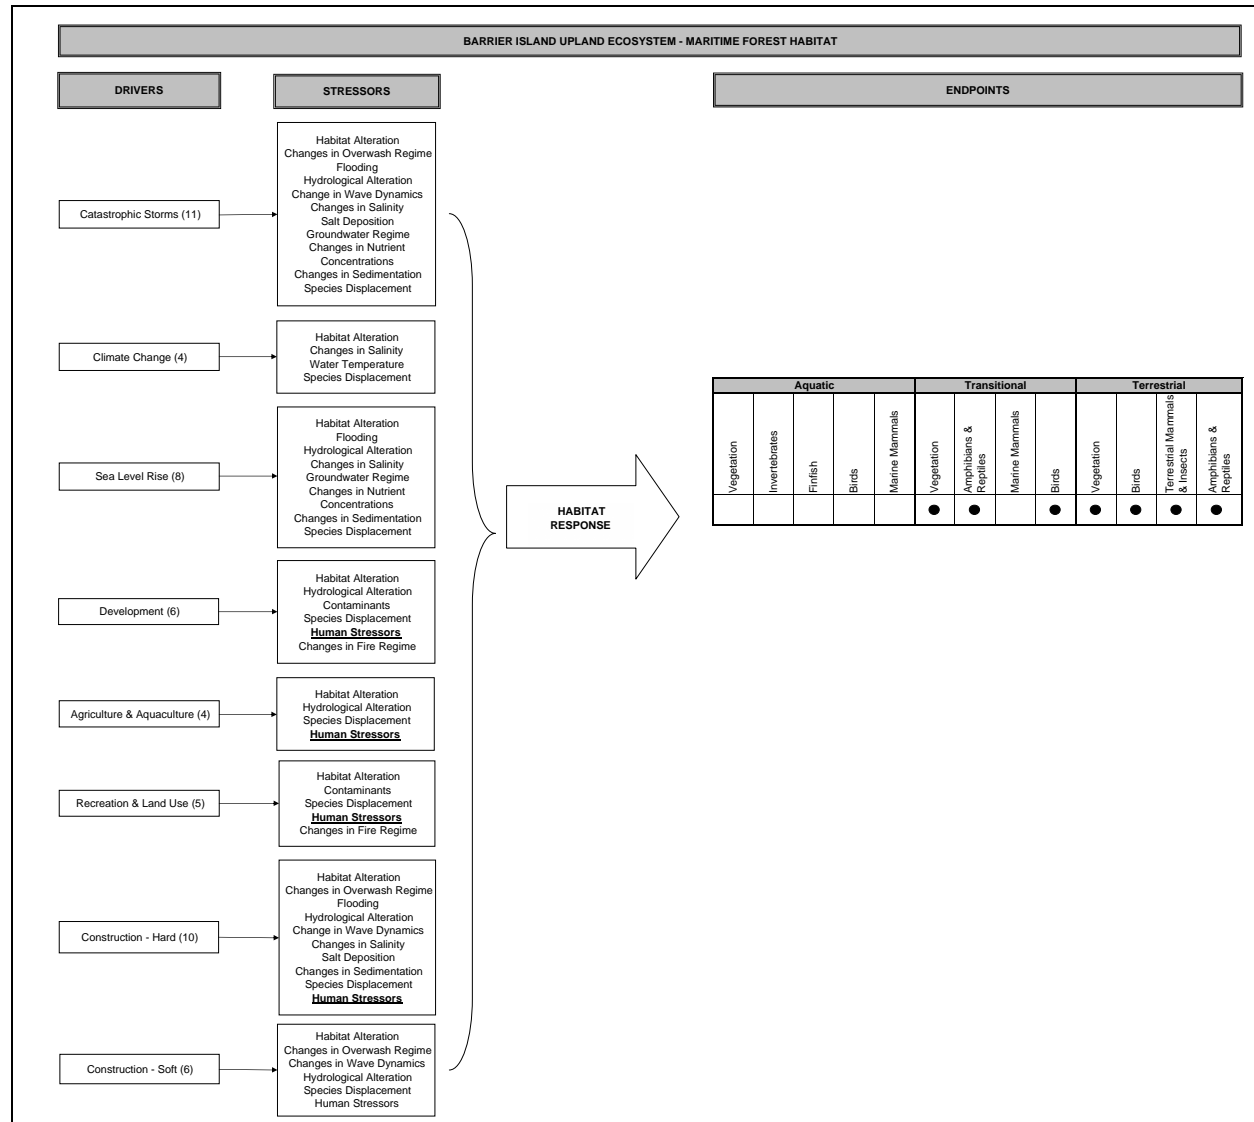 BARRIER ISLAND UPLAND ECOSYSTEM - MARITIME FOREST HABITAT
DRIVERS
STRESSORS
ENDPOINTS
Catastrophic Storms (11)
Habitat Alteration
Changes in Overwash Regime
Flooding
Hydrological Alteration
Change in Wave Dynamics
Changes in Salinity
Salt Deposition
Groundwater Regime
Changes in Nutrient
Concentrations
Changes in Sedimentation
Species Displacement
Climate Change (4)
Habitat Alteration
Changes in Salinity
Water Temperature
Species Displacement
Sea Level Rise (8)
Habitat Alteration
Flooding
Hydrological Alteration
Changes in Salinity
Groundwater Regime
Changes in Nutrient
Concentrations
Changes in Sedimentation
Species Displacement
Development (6)
Habitat Alteration
Hydrological Alteration
Contaminants
Species Displacement
Human Stressors
Changes in Fire Regime
Agriculture & Aquaculture (4)
Habitat Alteration
Hydrological Alteration
Species Displacement
Human Stressors
Recreation & Land Use (5)
Habitat Alteration
Contaminants
Species Displacement
Human Stressors
Changes in Fire Regime
Construction - Hard (10)
Habitat Alteration
Changes in Overwash Regime
Flooding
Hydrological Alteration
Change in Wave Dynamics
Changes in Salinity
Salt Deposition
Changes in Sedimentation
Species Displacement
Human Stressors
Construction - Soft (6)
Habitat Alteration
Changes in Overwash Regime
Changes in Wave Dynamics
Hydrological Alteration
Species Displacement
Human Stressors
HABITAT
RESPONSE
Aquatic
Transitional
Terrestrial
Vegetation
Invertebrates
Finfish
Birds
Marine Mammals
Vegetation
Amphibians &
Reptiles
Marine Mammals
Birds
Vegetation
Birds
Terrestrial Mammals
& Insects
Amphibians &
Reptiles